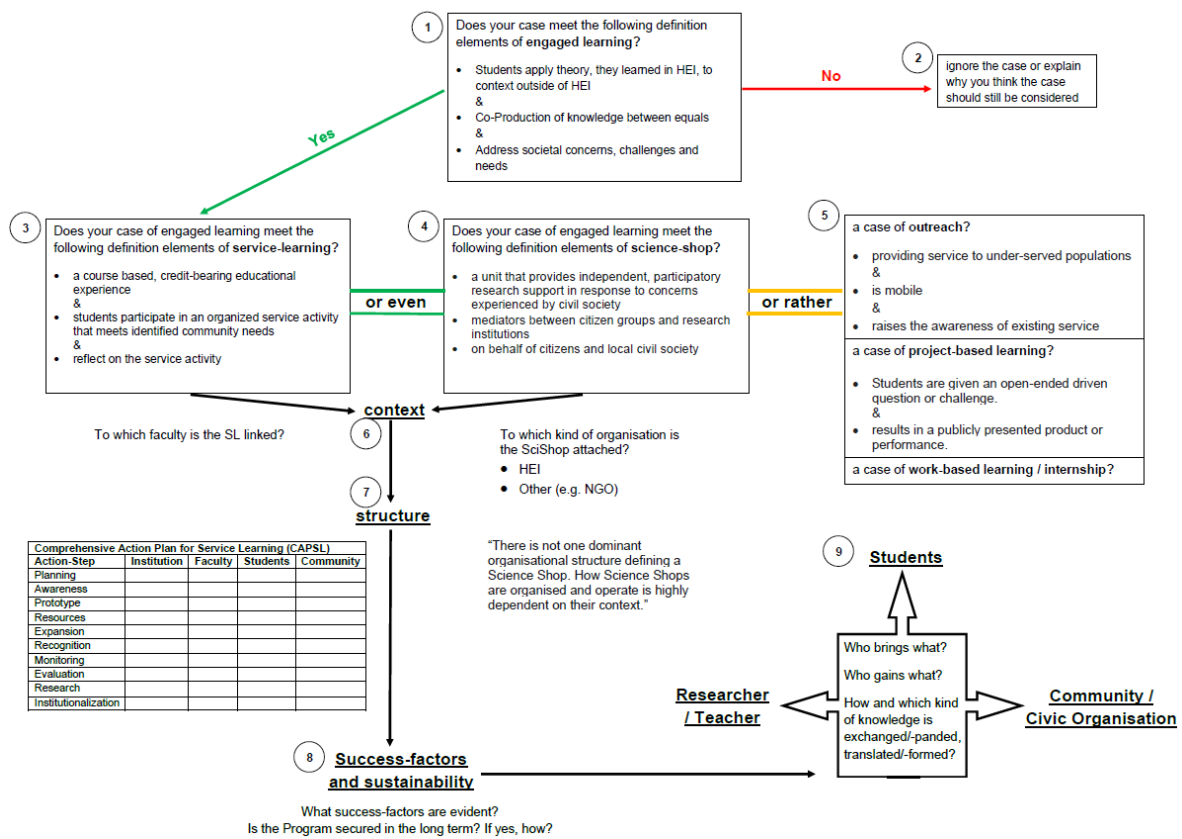 1
Does your case meet the following definition
elements of engaged learning?
• Students apply theory, they learned in HEI, to
context outside of HEI
&
• Co-Production of knowledge between equals
&
• Address societal concerns, challenges and
needs
No
2
ignore the case or explain
why you think the case
should still be considered
Yes
3
Does your case of engaged learning meet the
following definition elements of service-learning?
• a course based, credit-bearing educational
experience
&
• students participate in an organized service activity
that meets identified community needs
&
• reflect on the service activity
or even
4
Does your case of engaged learning meet the
following definition elements of science-shop?
• a unit that provides independent, participatory
research support in response to concerns
experienced by civil society
• mediators between citizen groups and research
institutions
• on behalf of citizens and local civil society
or rather
5
a case of outreach?
• providing service to under-served populations
&
• is mobile
&
• raises the awareness of existing service
a case of project-based learning?
• Students are given an open-ended driven
question or challenge.
&
• results in a publicly presented product or
performance.
a case of work-based learning / internship?
context
6
To which faculty is the SL linked?
To which kind of organisation is
the SciShop attached?
• HEI
• Other (e.g. NGO)
7
structure
Comprehensive Action Plan for Service Learning (CAPSL)
Action-Step Institution Faculty Students Community
Planning
Awareness
Prototype
Resources
Expansion
Recognition
Monitoring
Evaluation
Research
Institutionalization
“There is not one dominant
organisational structure defining a
Science Shop. How Science Shops
are organised and operate is highly
dependent on their context.”
8
Success-factors
and sustainability
What success-factors are evident?
Is the Program secured in the long term? If yes, how?
9
Students
Who brings what?
Who gains what?
How and which kind
of knowledge is
exchanged/-panded,
translated/-formed?
Researcher
/ Teacher
Community /
Civic Organisation